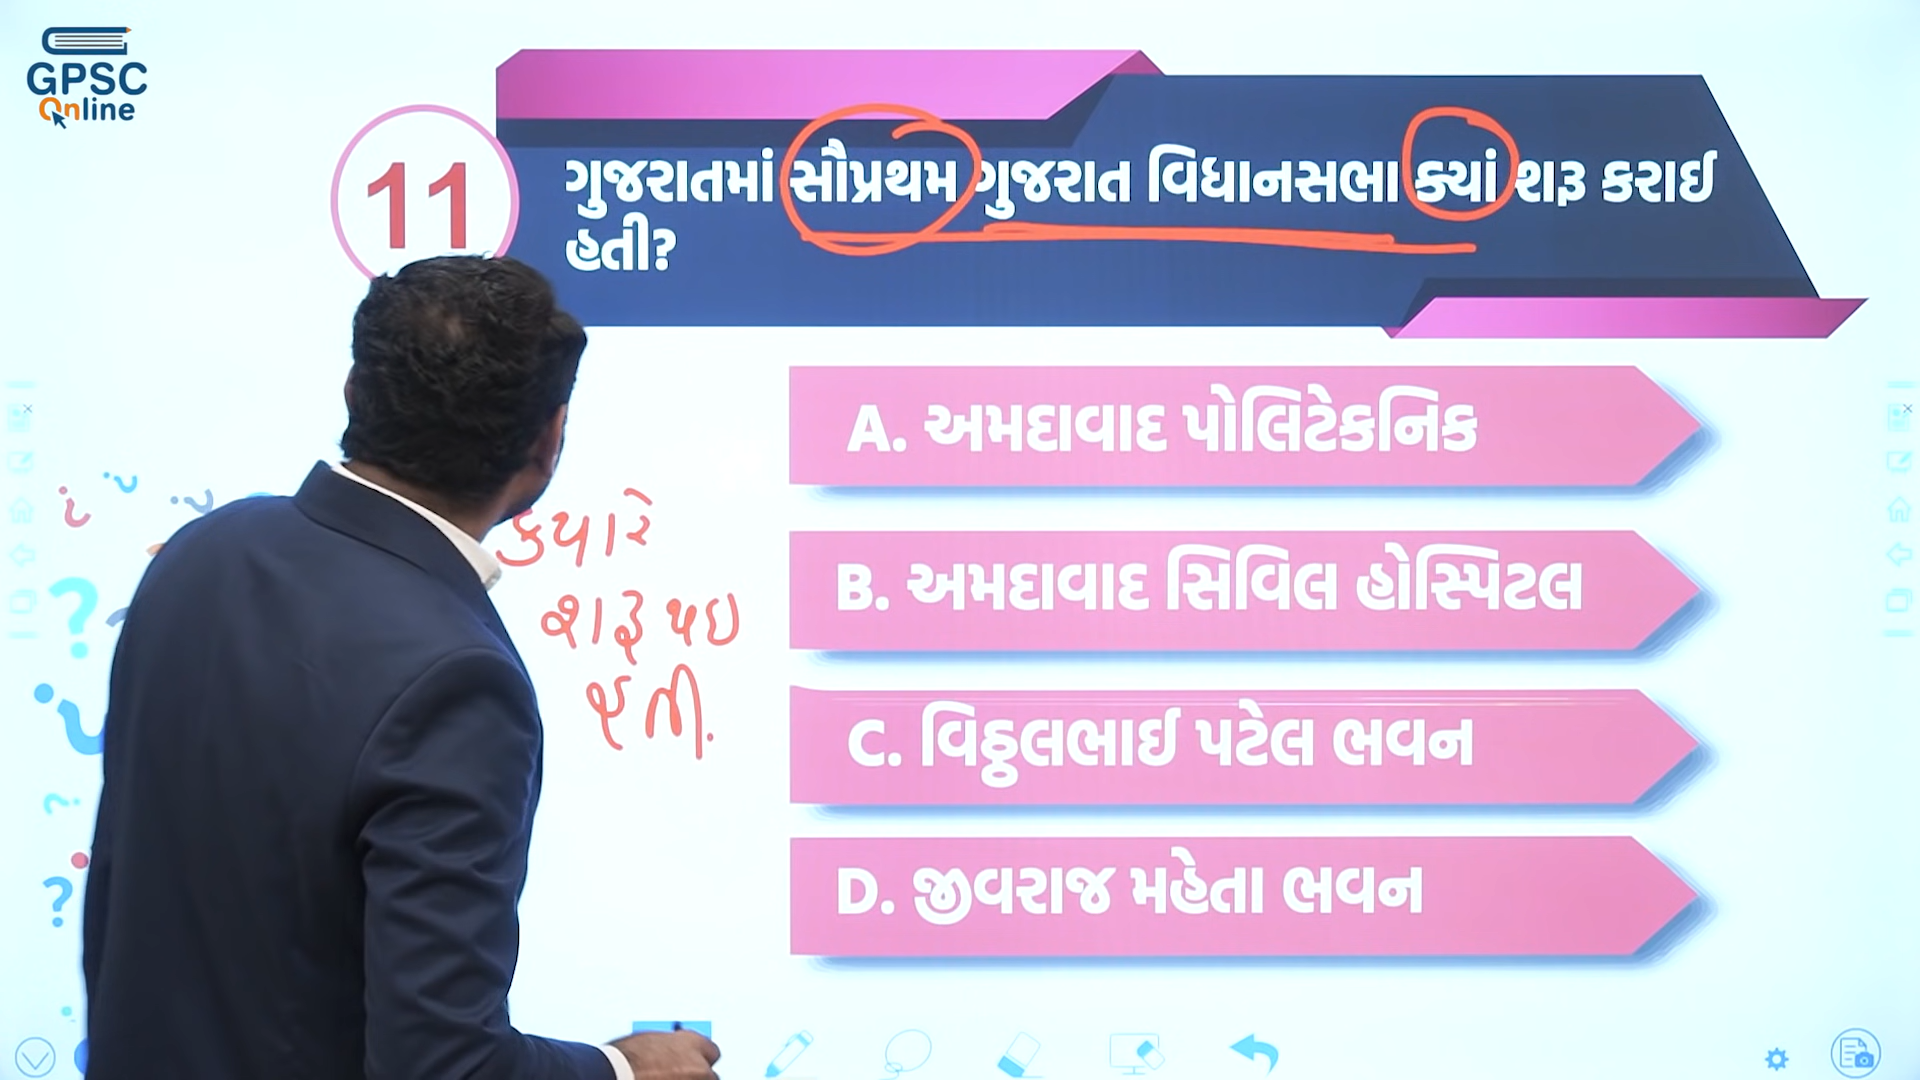 GPSC
Online
11
ગુજરાતમાં સૌપ્રથમ ગુજરાત વિધાનસભા ક્યાં શરૂ કરાઈ
હતી?
A. અમદાવાદ પોલિટેકનિક
B. અમદાવાદ સિવિલ હોસ્પિટલ
C. વિઠ્ઠલભાઈ પટેલ ભવન
D. જીવરાજ મહેતા ભવન
ક્યારે
શરૂ થઇ
હતી.